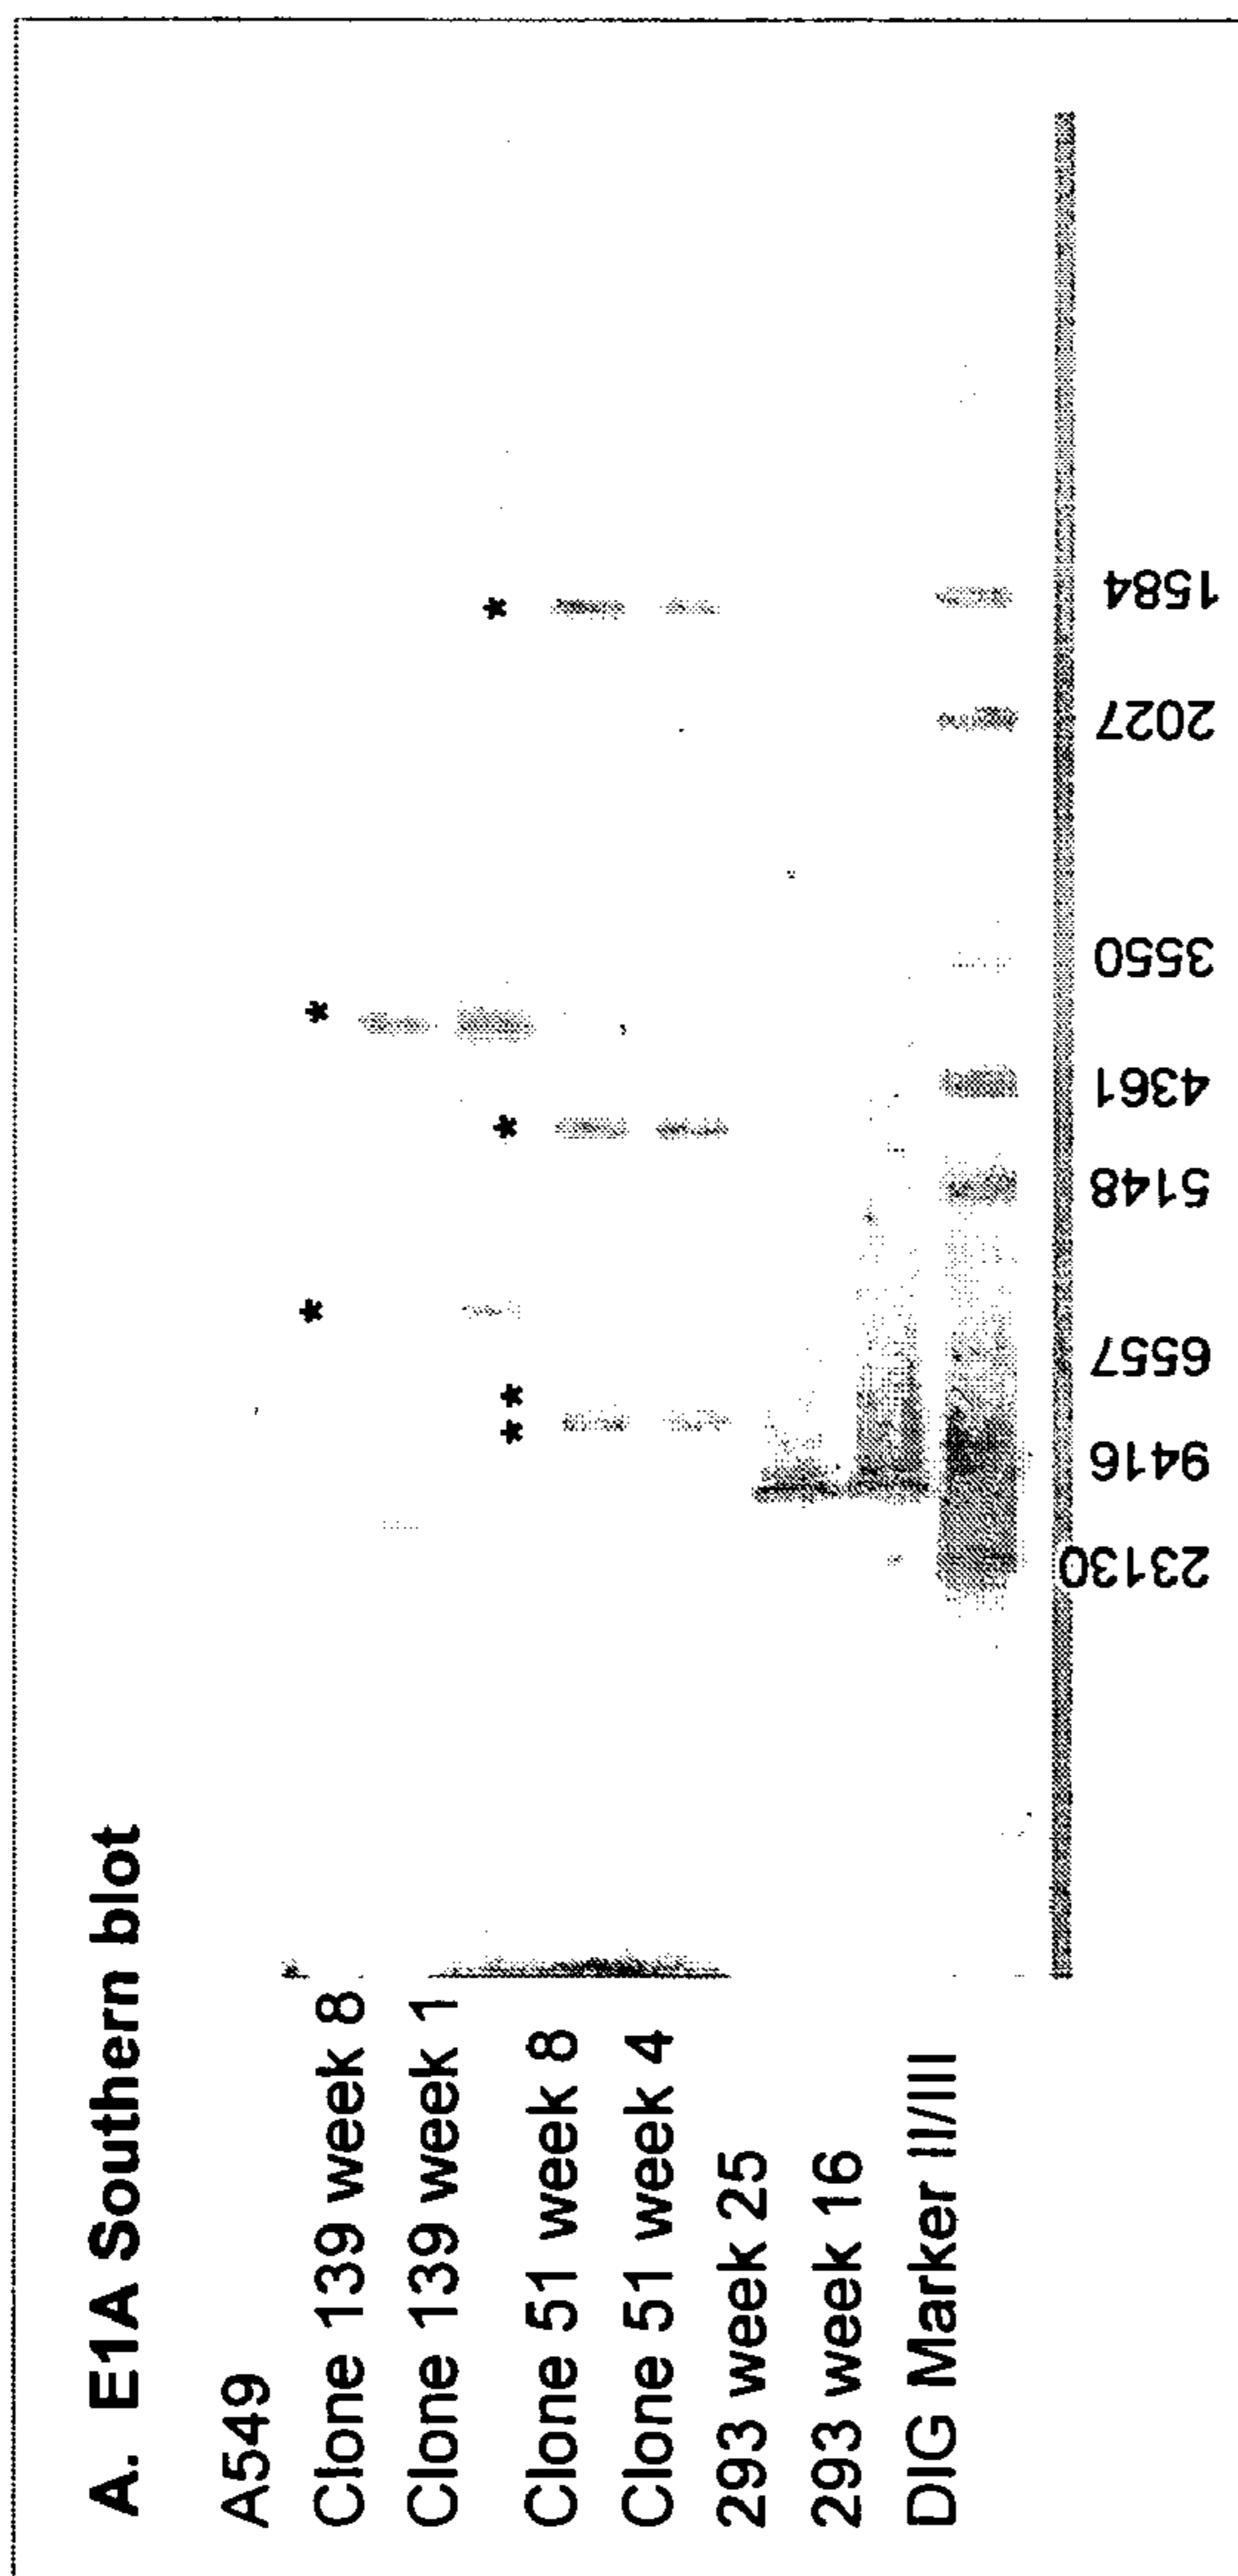 A. E1A Southern blot
A549
Clone 139 week 8
Clone 139 week 1
Clone 51 week 8
Clone 51 week 4
293 week 25
293 week 16
DIG Marker II/III
*
*
*
*
*
*
23130
9416
6557
5148
4361
3550
2027
1584